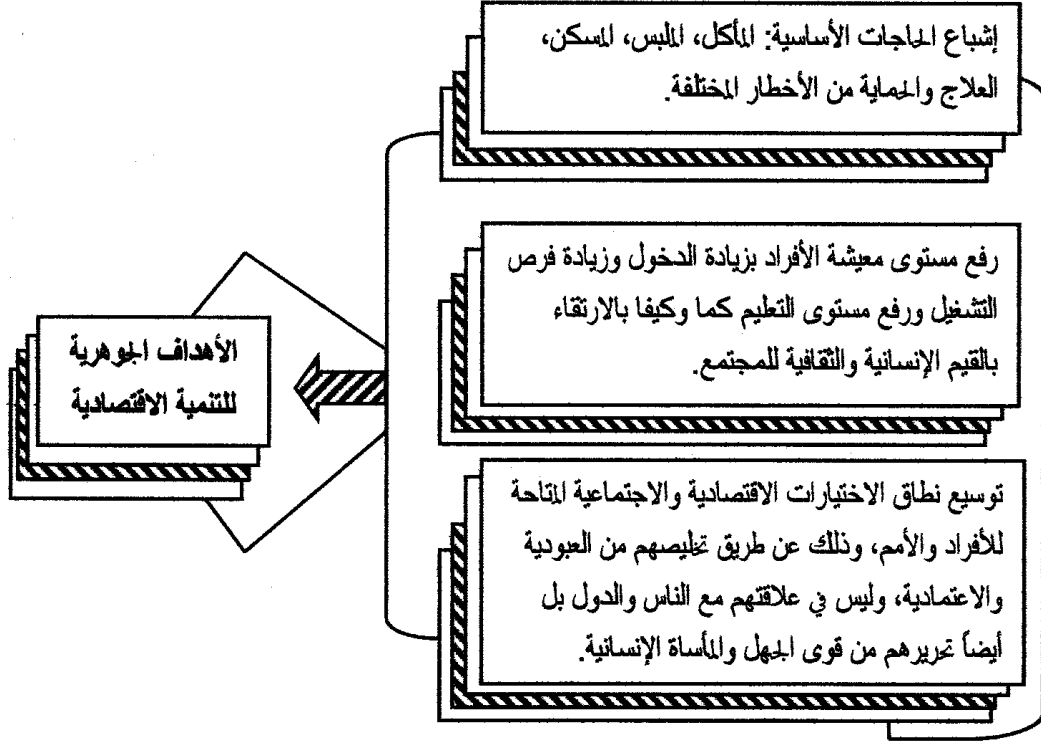 إشباع الحاجات الأساسية: المأكل، الملبس، المسكن،
العلاج والحماية من الأخطار المختلفة.
رفع مستوى معيشة الأفراد بزيادة الدخول وزيادة فرص
التشغيل ورفع مستوى التعليم كما وكيفا بالارتقاء
بالقيم الإنسانية والثقافية للمجتمع.
الأهداف الجوهرية
للتنمية الاقتصادية
توسيع نطاق الاختيارات الاقتصادية والاجتماعية المتاحة
للأفراد والأمم، وذلك عن طريق تخليصهم من العبودية
والاعتمادية، وليس في علاقتهم مع الناس والدول بل
أيضاً تحريرهم من قوى الجهل والمأساة الإنسانية.